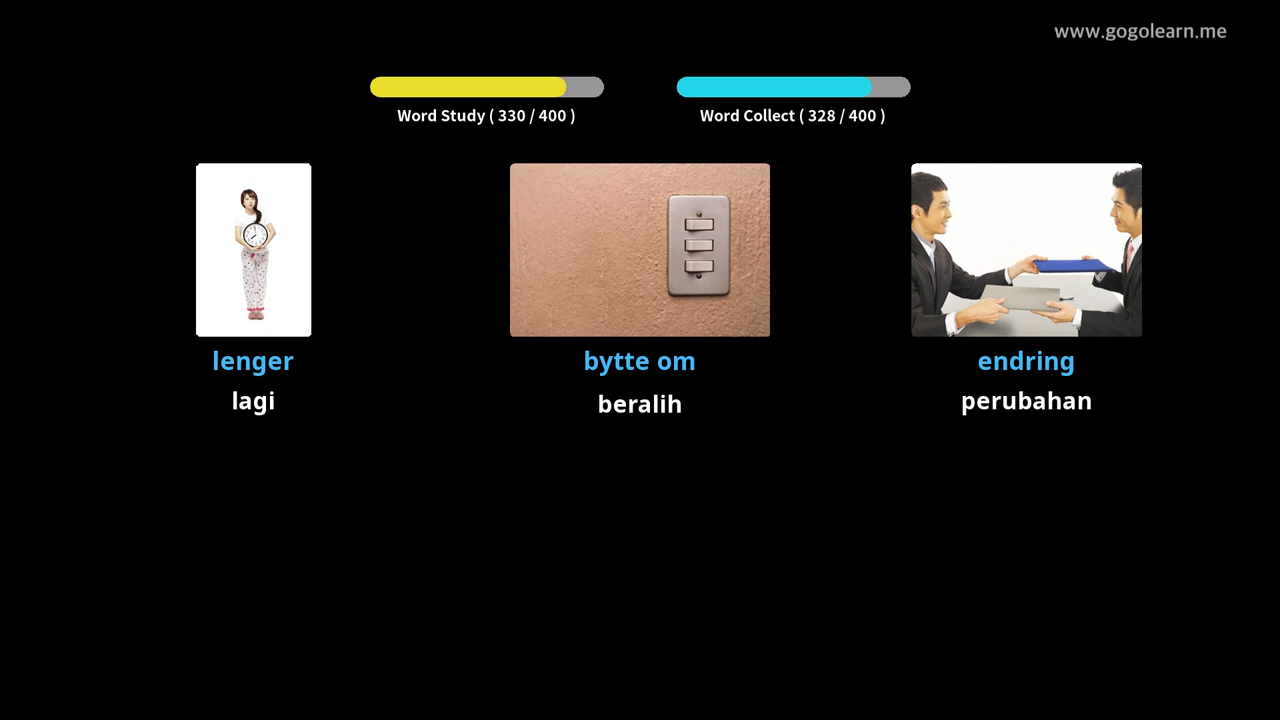 www.gogolearn.me
Word Study ( 330 / 400 )
Word Collect ( 328 / 400 )
lenger
lagi
bytte om
beralih
endring
perubahan